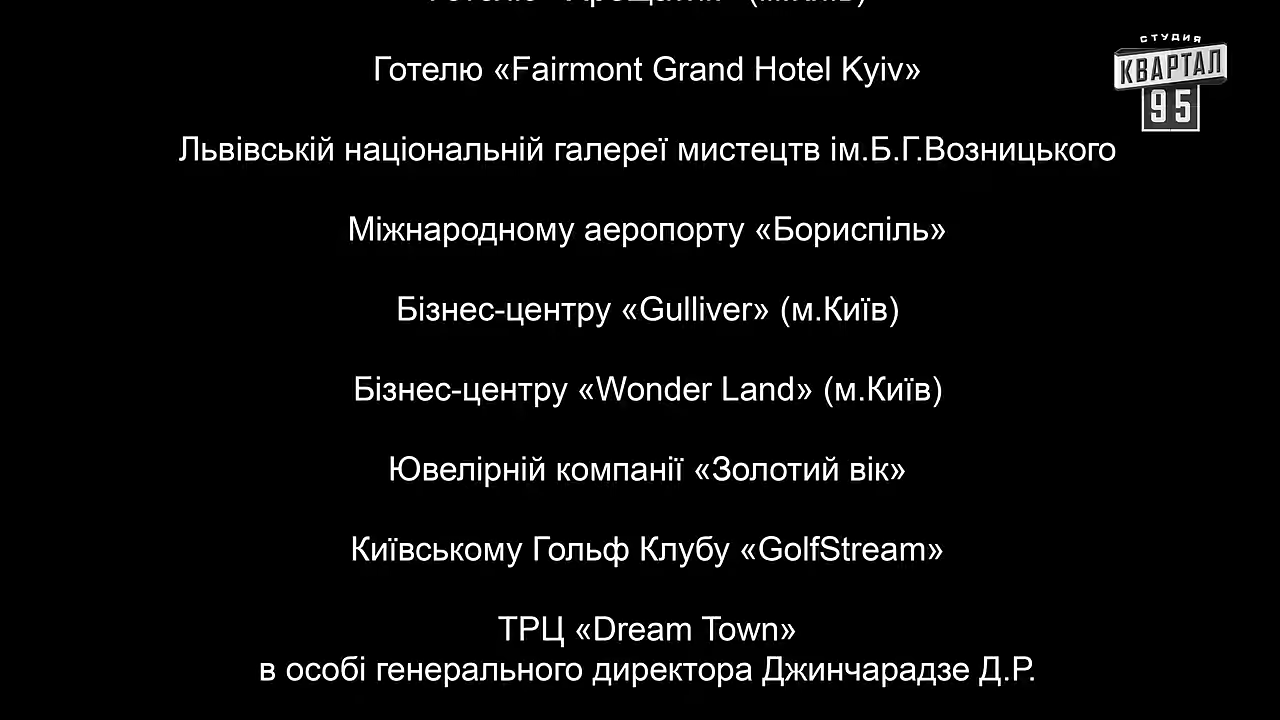 СТУДИЯ
КВАРТАЛ
95
Готелю «Fairmont Grand Hotel Kyiv»
Львівській національній галереї мистецтв ім.Б.Г.Возницького
Міжнародному аеропорту «Бориспіль»
Бізнес-центру «Gulliver» (м.Київ)
Бізнес-центру «Wonder Land» (м.Київ)
Ювелірній компанії «Золотий вік»
Київському Гольф Клубу «GolfStream»
ТРЦ «Dream Town»
в особі генерального директора Джинчарадзе Д.Р.